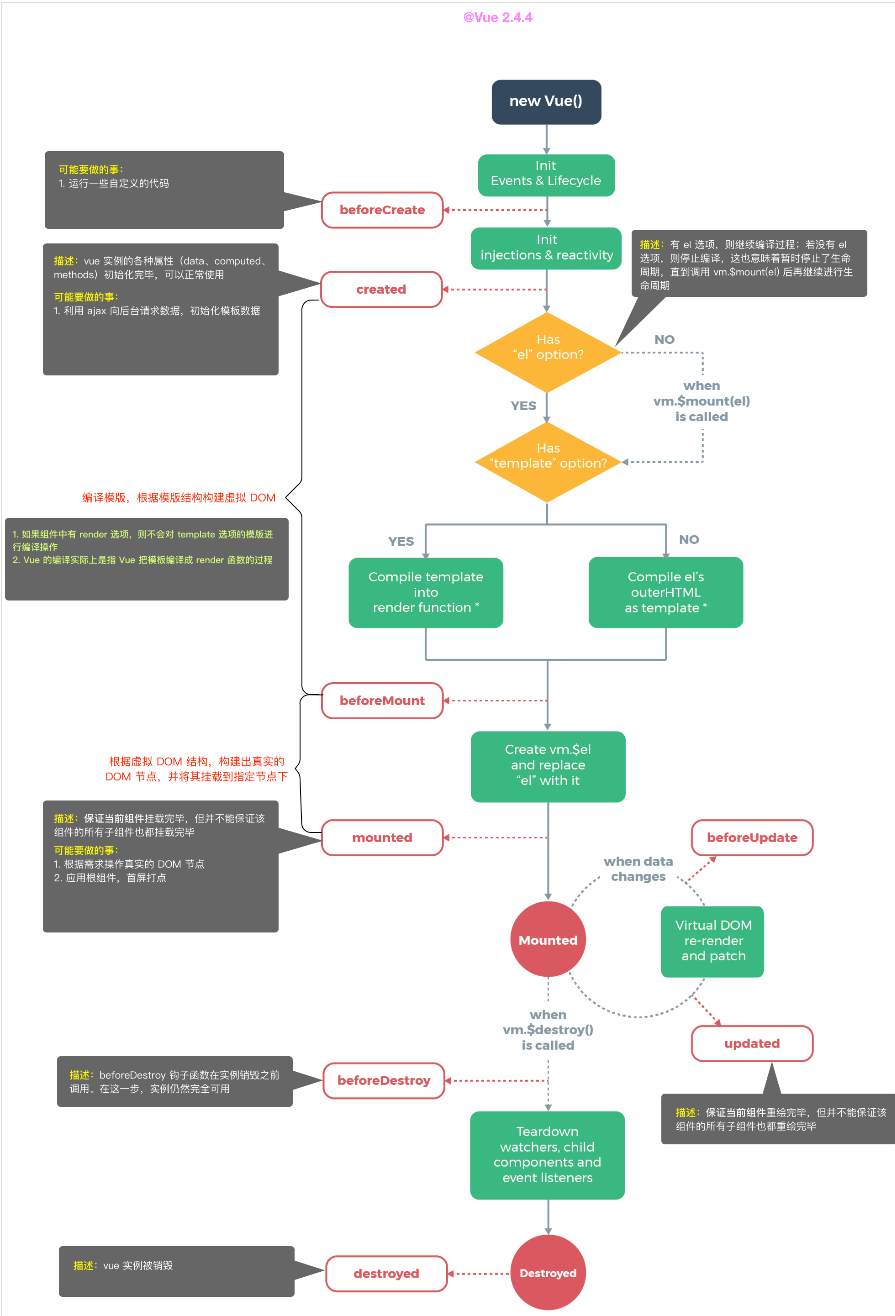 @Vue 2.4.4
new Vue()
Init
Events & Lifecycle
可能要做的事：
1. 运行一些自定义的代码
beforeCreate
Init
injections & reactivity
描述：vue 实例的各种属性（data、computed、
methods）初始化完毕，可以正常使用
可能要做的事：
1. 利用 ajax 向后台请求数据，初始化模板数据
created
描述：有 el 选项，则继续编译过程；若没有 el
选项，则停止编译，这也意味着暂时停止了生命
周期，直到调用 vm.$mount(el) 后再继续进行生
命周期
Has
“el” option?
NO
when
vm.$mount(el)
is called
YES
Has
“template” option?
编译模版，根据模版结构构建虚拟 DOM
1. 如果组件中有 render 选项，则不会对 template 选项的模版进
行编译操作
2. Vue 的编译实际上是指 Vue 把模板编译成 render 函数的过程
YES
NO
Compile template
into
render function *
Compile el’s
outerHTML
as template *
beforeMount
Create vm.$el
and replace
“el” with it
根据虚拟 DOM 结构，构建出真实的
DOM 节点，并将其挂载到指定节点下
描述：保证当前组件挂载完毕，但并不能保证该
组件的所有子组件也都挂载完毕
可能要做的事：
1. 根据需求操作真实的 DOM 节点
2. 应用根组件，首屏打点
mounted
beforeUpdate
when data
changes
Mounted
Virtual DOM
re-render
and patch
when
vm.$destroy()
is called
updated
描述：保证当前组件重绘完毕，但并不能保证该
组件的所有子组件也都重绘完毕
描述：beforeDestroy 钩子函数在实例销毁之前
调用。在这一步，实例仍然完全可用
beforeDestroy
Teardown
watchers, child
components and
event listeners
描述：vue 实例被销毁
destroyed
Destroyed